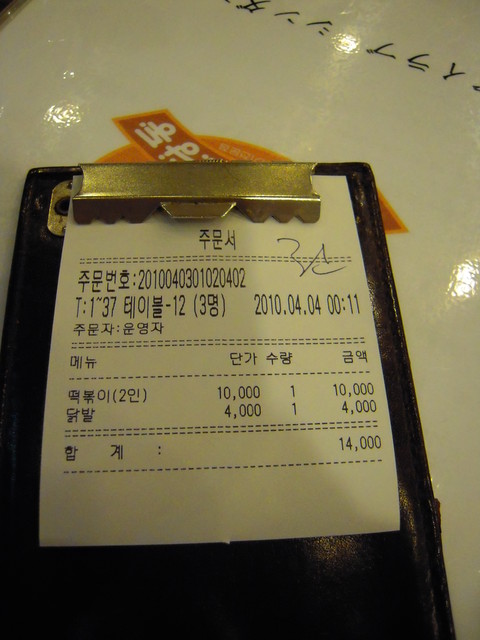 주문서
주문번호:2010040301020402
T:1~37 테이블-12 (3명) 2010.04.04 00:11
주문자:운영자
메뉴 단가 수량 금액
떡볶이(2인) 10,000 1 10,000
닭발 4,000 1 4,000
합 계 : 14,000